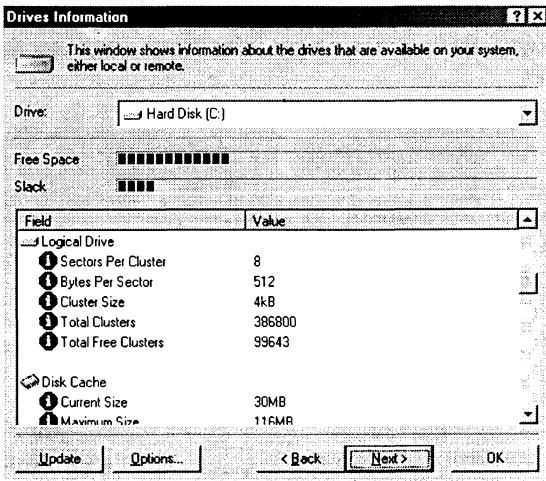 Drives Information
This window shows information about the drives that are available on your system,
either local or remote.
Drive: Hard Disk (C:)
Free Space
Slack
Field Value
Logical Drive
Sectors Per Cluster 8
Bytes Per Sector 512
Cluster Size 4kB
Total Clusters 386800
Total Free Clusters 99643
Disk Cache
Current Size 30MB
Maximum Size 116MB
Update Options... < Back Next > OK